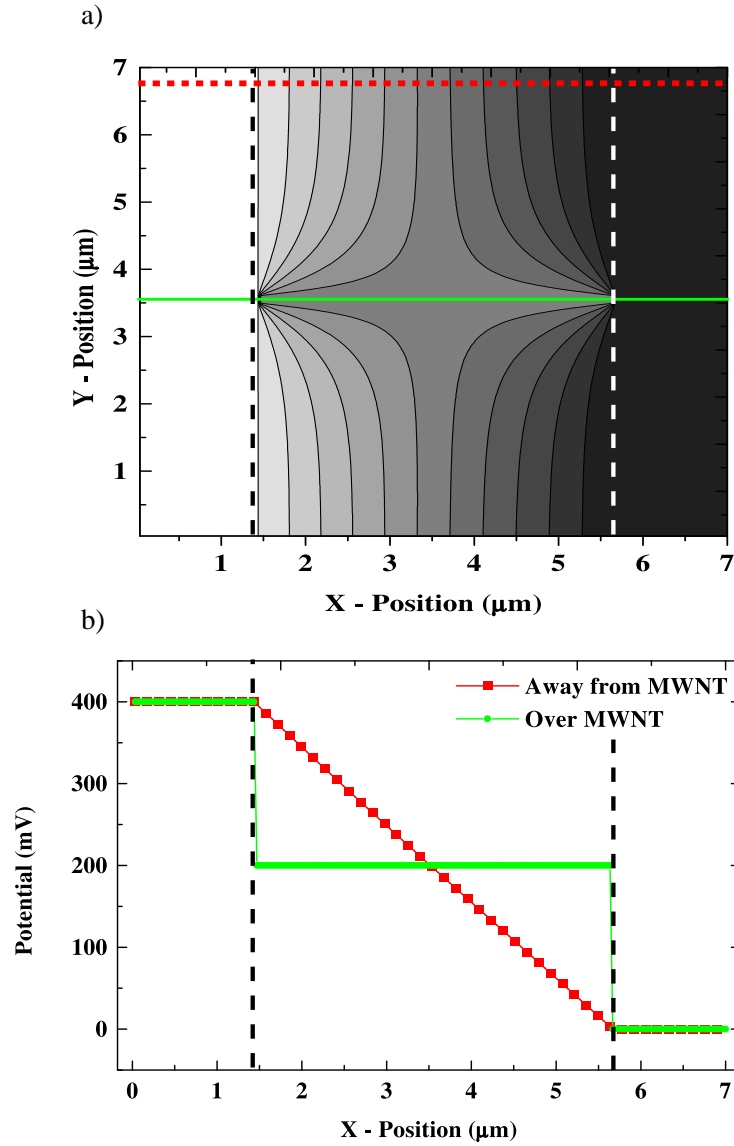 a)
7
6
5
4
3
2
1
Y - Position (μm)
1 2 3 4 5 6 7
X - Position (μm)
b)
Away from MWNT
Over MWNT
400
300
200
100
0
Potential (mV)
0 1 2 3 4 5 6 7
X - Position (μm)